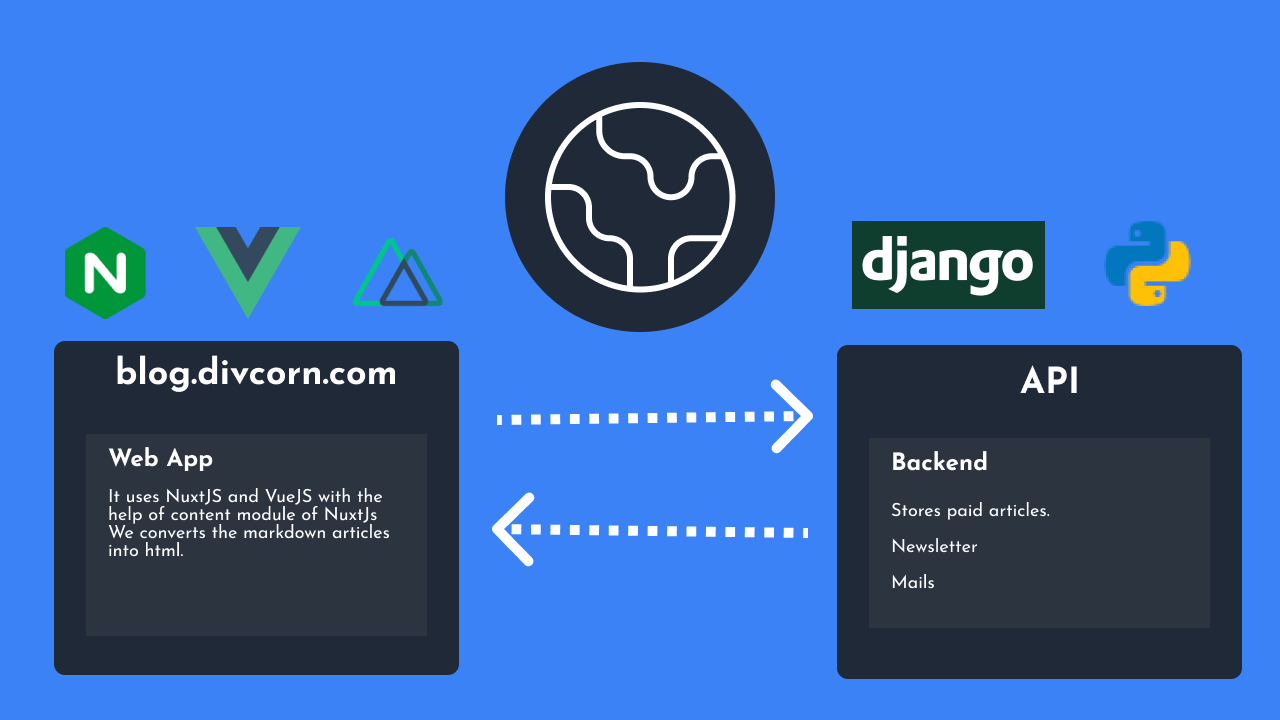 N
django
blog.divcorn.com
Web App
It uses NuxtJS and VueJS with the
help of content module of NuxtJs
We converts the markdown articles
into html.
API
Backend
Stores paid articles.
Newsletter
Mails